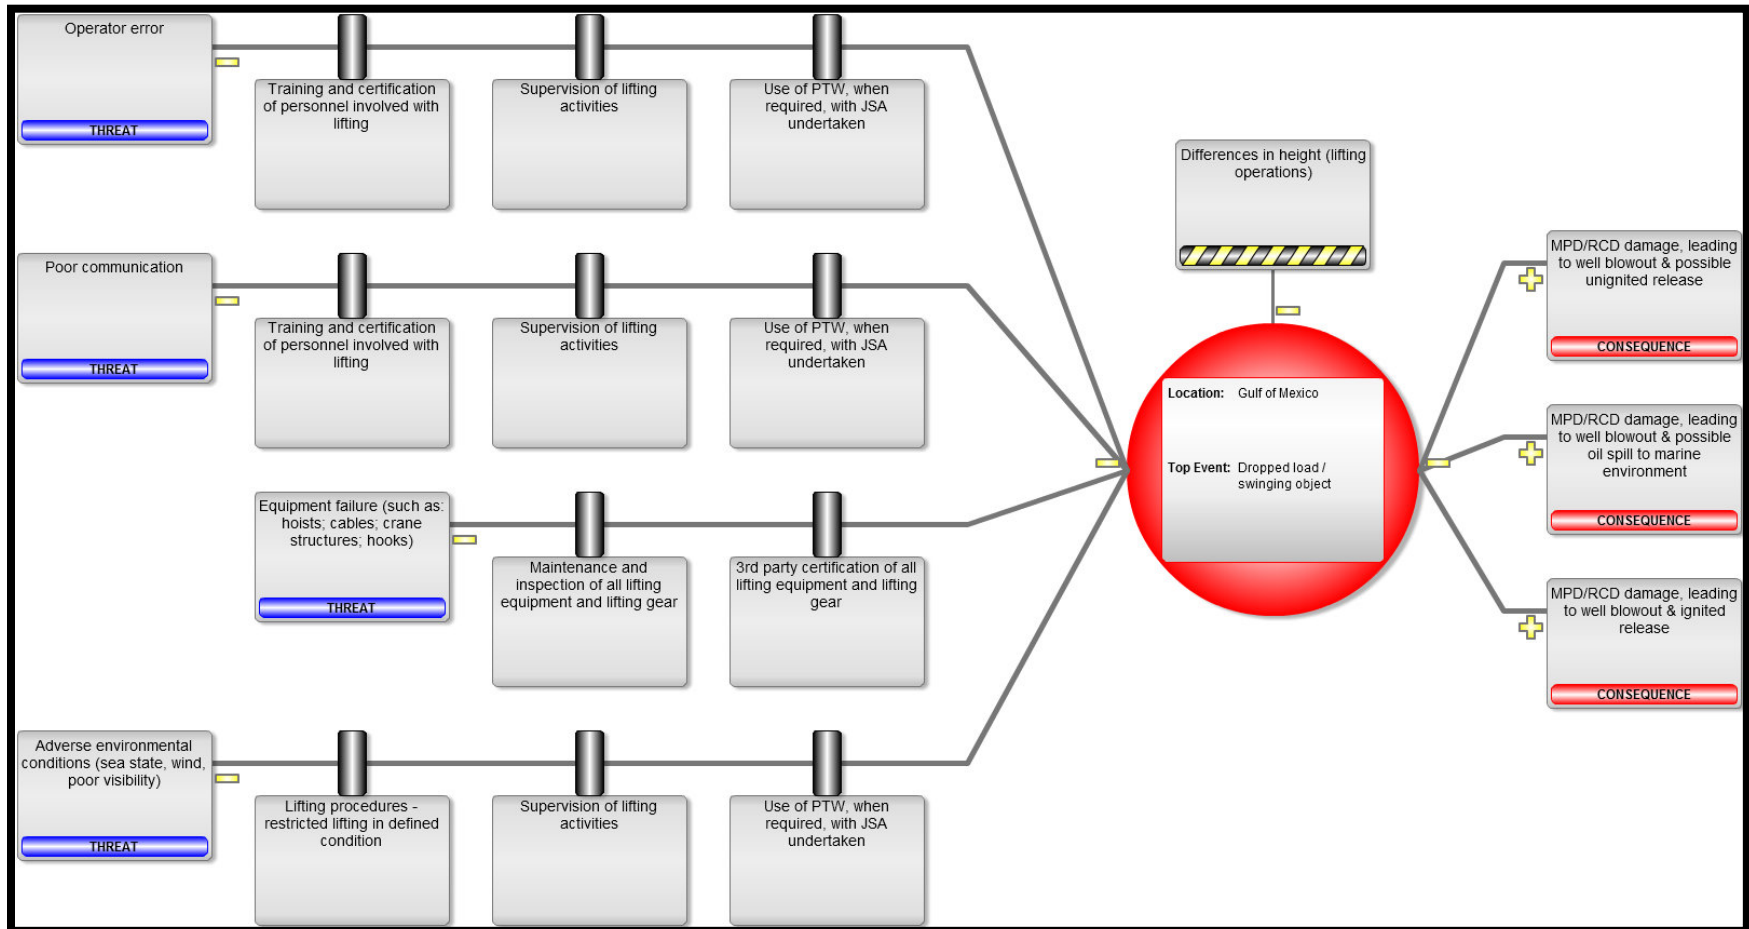 Operator error
THREAT
Training and certification
of personnel involved with
lifting
Supervision of lifting
activities
Use of PTW, when
required, with JSA
undertaken
Differences in height (lifting
operations)
Poor communication
THREAT
Training and certification
of personnel involved with
lifting
Supervision of lifting
activities
Use of PTW, when
required, with JSA
undertaken
Location: Gulf of Mexico
Top Event: Dropped load /
swinging object
MPD/RCD damage, leading
to well blowout & possible
unignited release
CONSEQUENCE
MPD/RCD damage, leading
to well blowout & possible
oil spill to marine
environment
CONSEQUENCE
MPD/RCD damage, leading
to well blowout & ignited
release
CONSEQUENCE
Equipment failure (such as:
hoists; cables; crane
structures; hooks)
THREAT
Maintenance and
inspection of all lifting
equipment and lifting gear
3rd party certification of all
lifting equipment and lifting
gear
Adverse environmental
conditions (sea state, wind,
poor visibility)
THREAT
Lifting procedures -
restricted lifting in defined
condition
Supervision of lifting
activities
Use of PTW, when
required, with JSA
undertaken